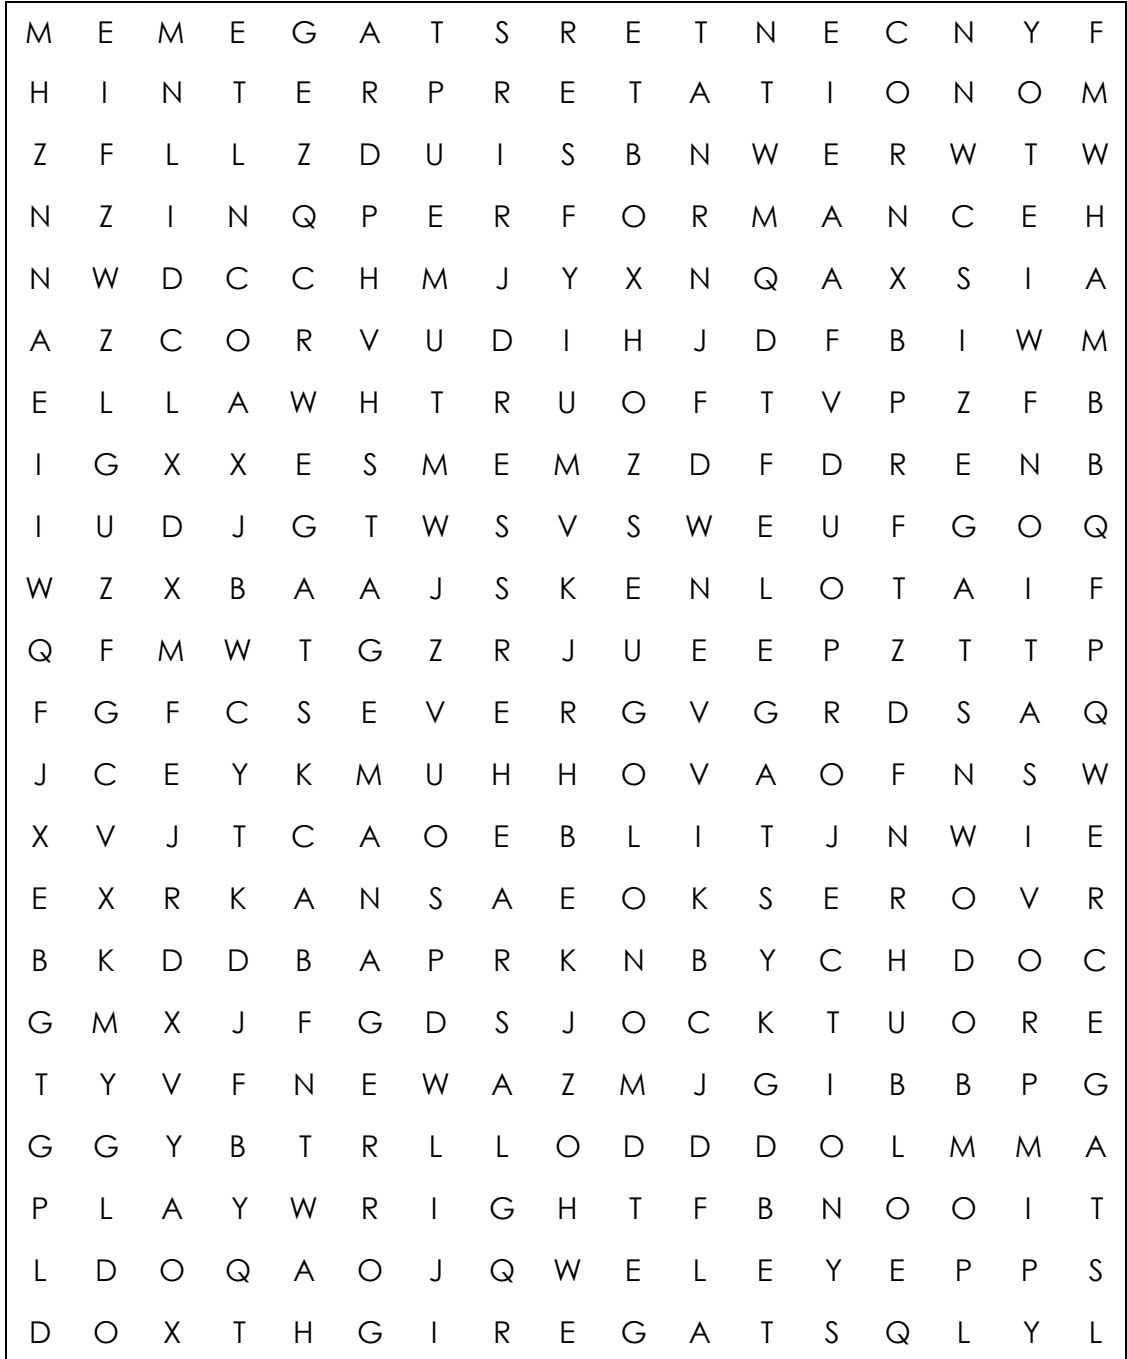 M E M E G A T S R E T N E C N Y F
H I N T E R P R E T A T I O N O M
Z F L L Z D U I S B N W E R W T W
N Z I N Q P E R F O R M A N C E H
N W D C C H M J Y X N Q A X S I A
A Z C O R V U D I H J D F B I W M
E L L A W H T R U O F T V P Z F B
I G X X E S M E M Z D F D R E N B
I U D J G T W S V S W E U F G O Q
W Z X B A A J S K E N L O T A I F
Q F M W T G Z R J U E E P Z T T P
F G F C S E V E R G V G R D S A Q
J C E Y K M U H H O V A O F N S W
X V J T C A O E B L I T J N W I E
E X R K A N S A E O K S E R O V R
B K D D B A P R K N B Y C H D O C
G M X J F G D S J O C K T U O R E
T Y V F N E W A Z M J G I B B P G
G G Y B T R L L O D D D O L M M A
P L A Y W R I G H T F B N O O I T
L D O Q A O J Q W E L E Y E P P S
D O X T H G I R E G A T S Q L Y L